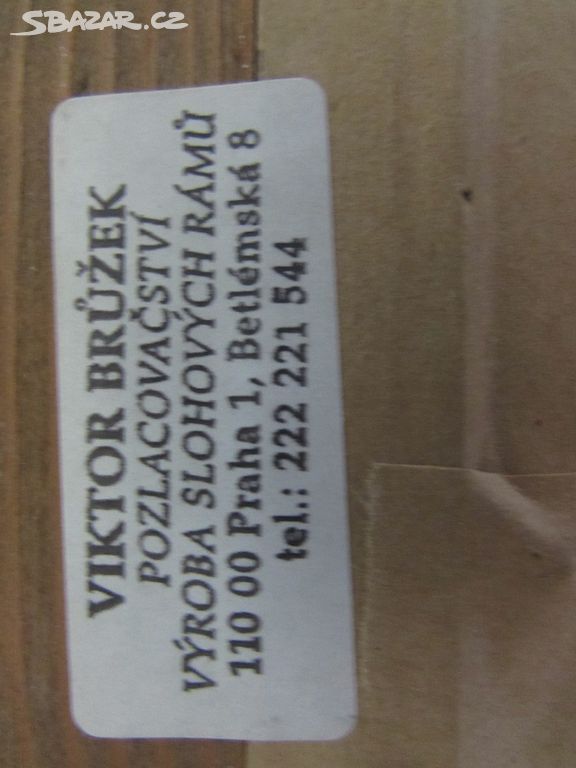 SBAZAR.CZ
VIKTOR BRŮŽEK
POZLACOVAČSTVÍ
VÝROBA SLOHOVÝCH RÁMŮ
110 00 Praha 1, Betlémská 8
tel.: 222 221 544